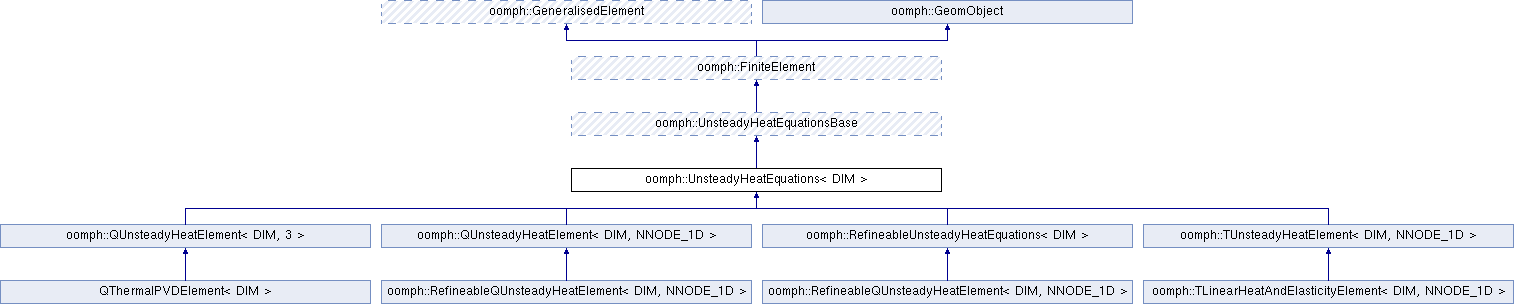 oomph::GeneralisedElement
oomph::GeomObject
oomph::FiniteElement
oomph::UnsteadyHeatEquationsBase
oomph::UnsteadyHeatEquations< DIM >
oomph::QUnsteadyHeatElement< DIM, 3 >
oomph::QUnsteadyHeatElement< DIM, NNODE_1D >
oomph::RefineableUnsteadyHeatEquations< DIM >
oomph::TUnsteadyHeatElement< DIM, NNODE_1D >
QThermalPVDElement< DIM >
oomph::RefineableQUnsteadyHeatElement< DIM, NNODE_1D >
oomph::RefineableQUnsteadyHeatElement< DIM, NNODE_1D >
oomph::TLinearHeatAndElasticityElement< DIM, NNODE_1D >